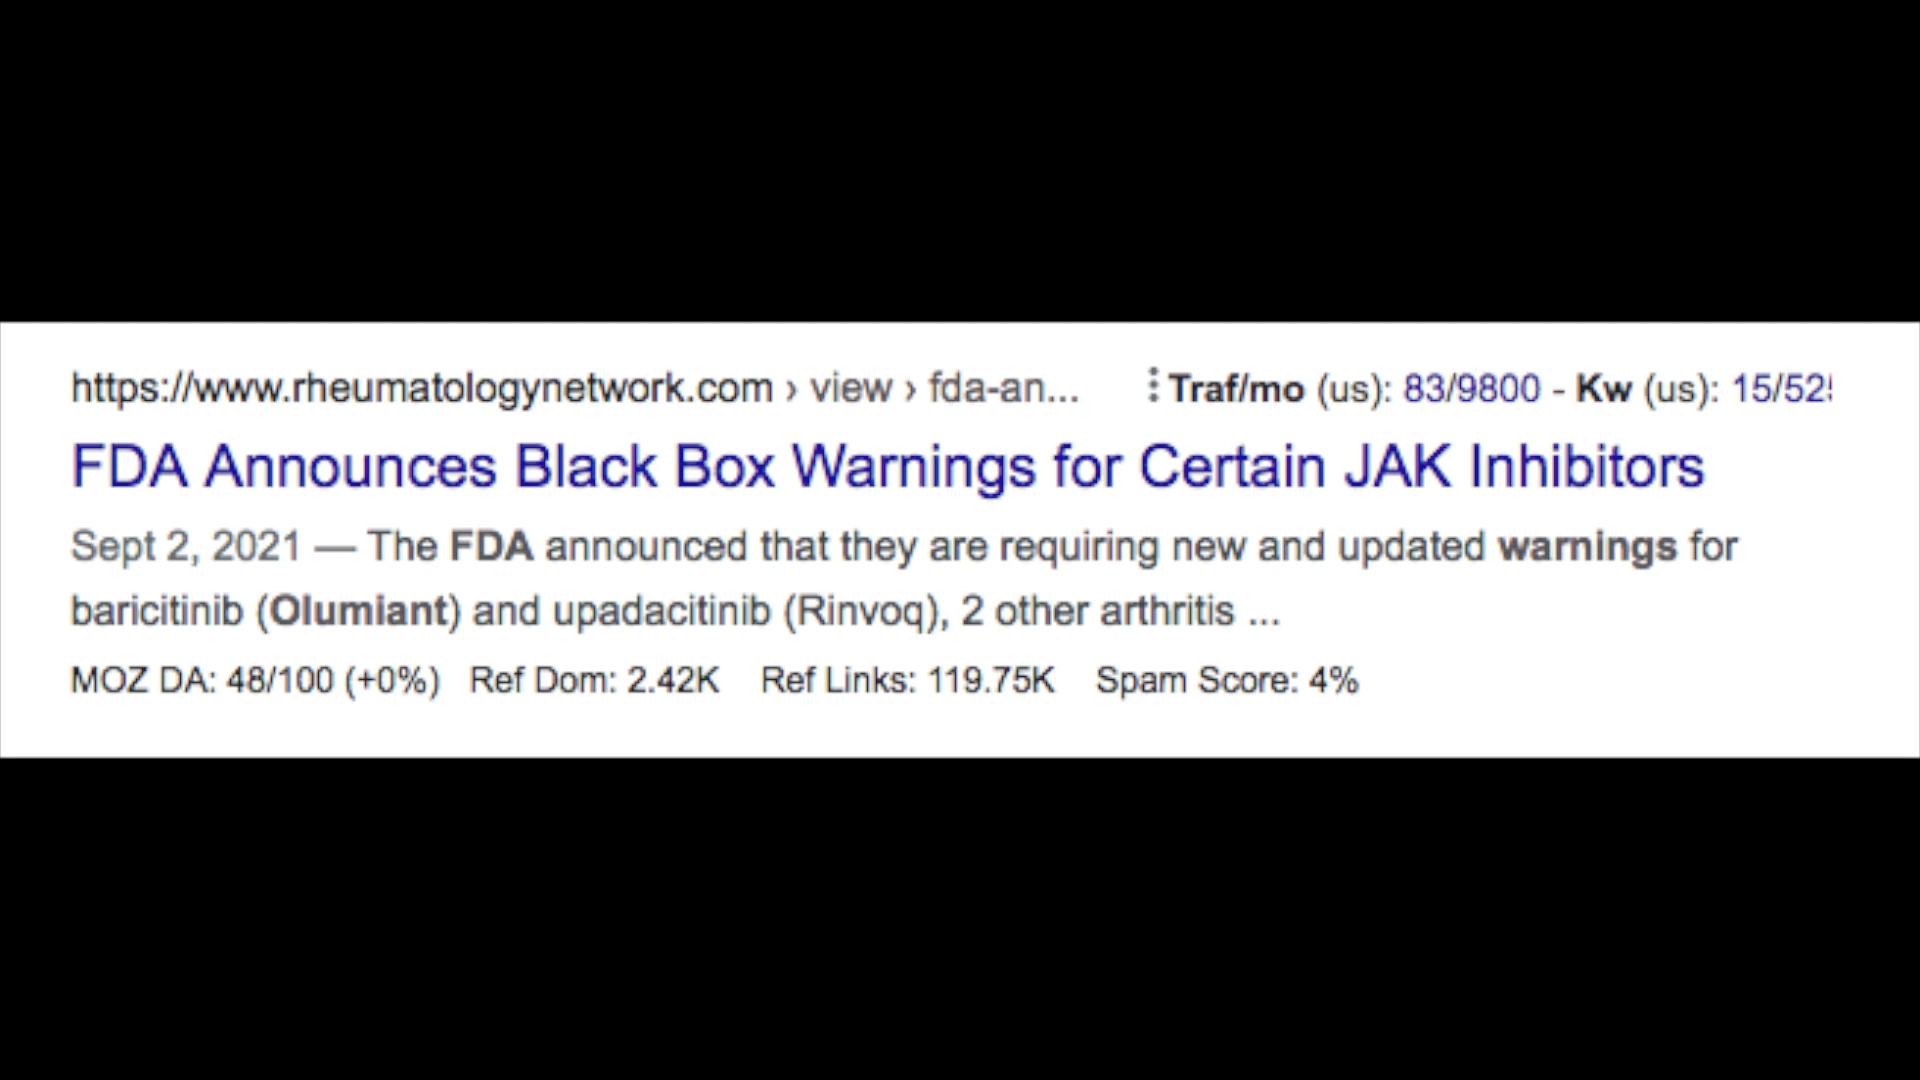 https://www.rheumatologynetwork.com › view › fda-an... Traf/mo (us): 83/9800 - Kw (us): 15/52
FDA Announces Black Box Warnings for Certain JAK Inhibitors
Sept 2, 2021 — The FDA announced that they are requiring new and updated warnings for
baricitinib (Olumiant) and upadacitinib (Rinvoq), 2 other arthritis ...
MOZ DA: 48/100 (+0%) Ref Dom: 2.42K Ref Links: 119.75K Spam Score: 4%